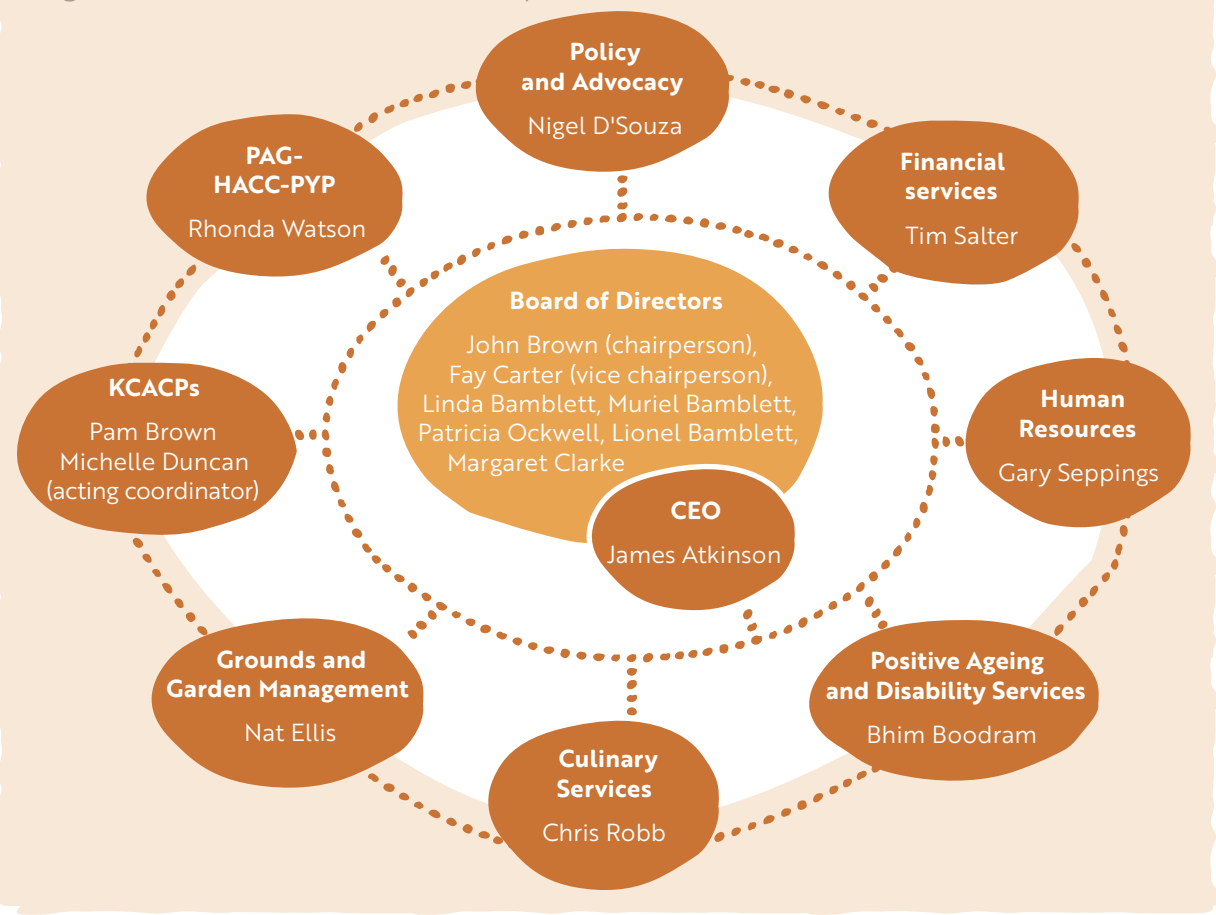 Policy
and Advocacy
Nigel D'Souza
PAG-
HACC-PYP
Rhonda Watson
Financial
services
Tim Salter
Board of Directors
John Brown (chairperson),
Fay Carter (vice chairperson),
Linda Bamblett, Muriel Bamblett,
Patricia Ockwell, Lionel Bamblett,
Margaret Clarke
KCACPs
Pam Brown
Michelle Duncan
(acting coordinator)
Human
Resources
Gary Seppings
CEO
James Atkinson
Grounds and
Garden Management
Nat Ellis
Positive Ageing
and Disability Services
Bhim Boodram
Culinary
Services
Chris Robb